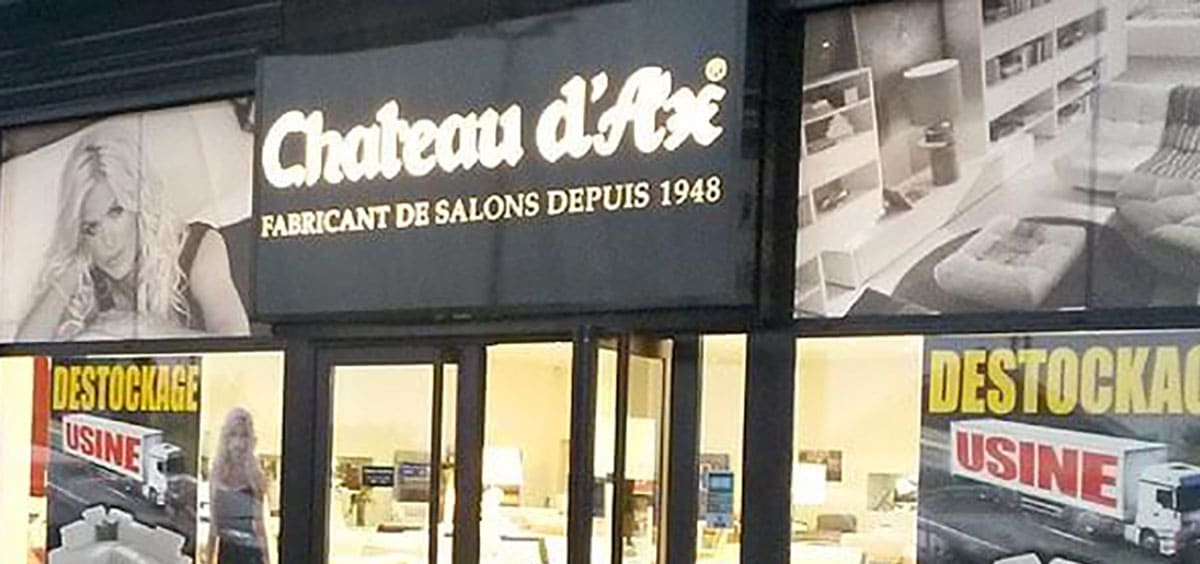 Chateau d'Ax®
FABRICANT DE SALONS DEPUIS 1948
DESTOCKAGE
USINE
DESTOCKAG
USINE